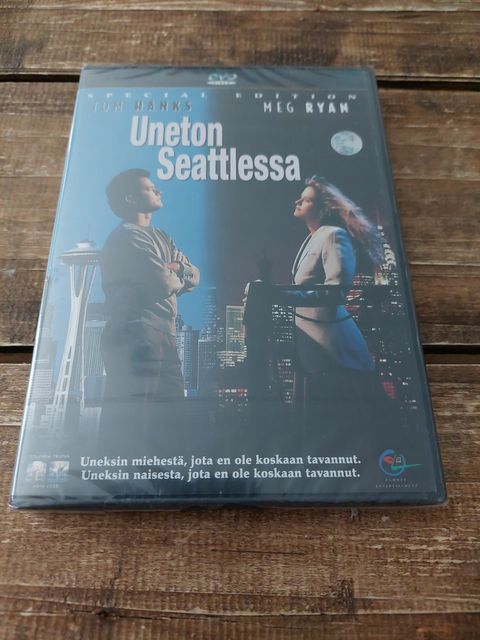 DVD
SPECIAL EDITION
TOM HANKS
MEG RYAN
Uneton
Seattlessa
Uneksin miehestä, jota en ole koskaan tavannut.
Uneksin naisesta, jota en ole koskaan tavannut.